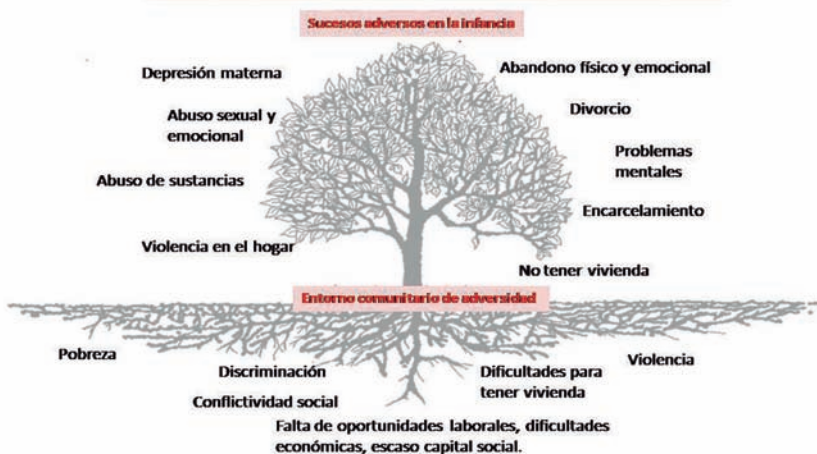 Sucesos adversos en la infancia
Depresión materna
Abandono físico y emocional
Abuso sexual y
emocional
Divorcio
Problemas
mentales
Abuso de sustancias
Encarcelamiento
Violencia en el hogar
No tener vivienda
Entorno comunitario de adversidad
Pobreza
Discriminación
Dificultades para
tener vivienda
Violencia
Conflictividad social
Falta de oportunidades laborales, dificultades
económicas, escaso capital social.